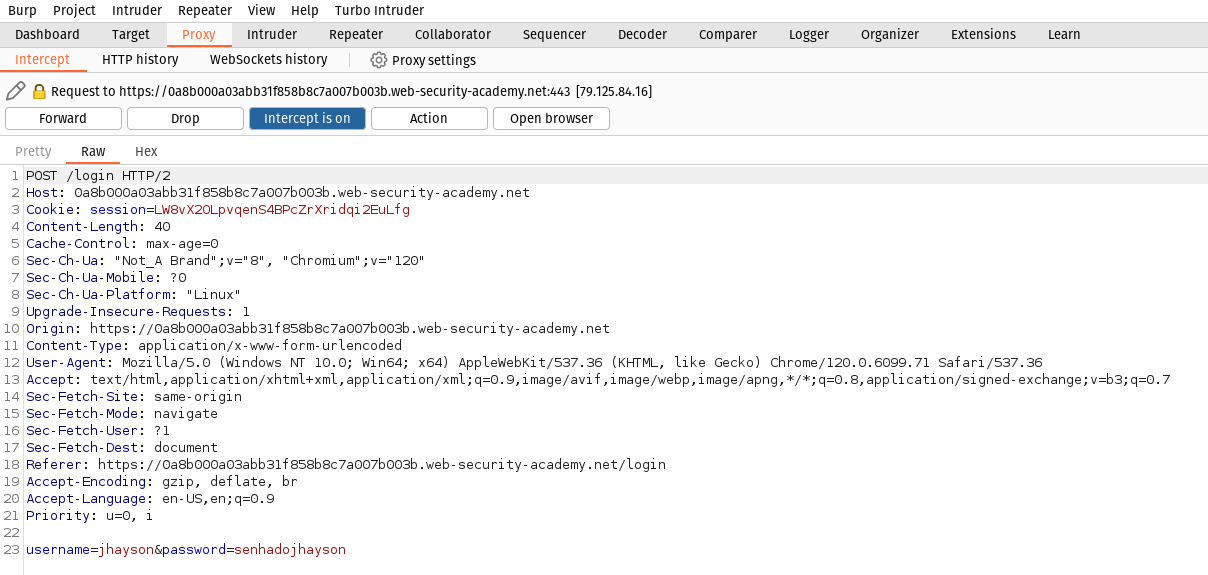 Burp Project Intruder Repeater View Help Turbo Intruder
Dashboard Target Proxy Intruder Repeater Collaborator Sequencer Decoder Comparer Logger Organizer Extensions Learn
Intercept HTTP history WebSockets history Proxy settings
Request to https://0a8b000a03abb31f858b8c7a007b003b.web-security-academy.net:443 [79.125.84.16]
Forward Drop Intercept is on Action Open browser
Pretty Raw Hex
1 POST /login HTTP/2
2 Host: 0a8b000a03abb31f858b8c7a007b003b.web-security-academy.net
3 Cookie: session=LW8vX2OLpvqenS4BPcZrXridqi2EuLfg
4 Content-Length: 40
5 Cache-Control: max-age=0
6 Sec-Ch-Ua: "Not_A Brand";v="8", "Chromium";v="120"
7 Sec-Ch-Ua-Mobile: ?0
8 Sec-Ch-Ua-Platform: "Linux"
9 Upgrade-Insecure-Requests: 1
10 Origin: https://0a8b000a03abb31f858b8c7a007b003b.web-security-academy.net
11 Content-Type: application/x-www-form-urlencoded
12 User-Agent: Mozilla/5.0 (Windows NT 10.0; Win64; x64) AppleWebKit/537.36 (KHTML, like Gecko) Chrome/120.0.6099.71 Safari/537.36
13 Accept: text/html,application/xhtml+xml,application/xml;q=0.9,image/avif,image/webp,image/apng,*/*;q=0.8,application/signed-exchange;v=b3;q=0.7
14 Sec-Fetch-Site: same-origin
15 Sec-Fetch-Mode: navigate
16 Sec-Fetch-User: ?1
17 Sec-Fetch-Dest: document
18 Referer: https://0a8b000a03abb31f858b8c7a007b003b.web-security-academy.net/login
19 Accept-Encoding: gzip, deflate, br
20 Accept-Language: en-US,en;q=0.9
21 Priority: u=0, i
22
23 username=jhayson&password=senhadojhayson